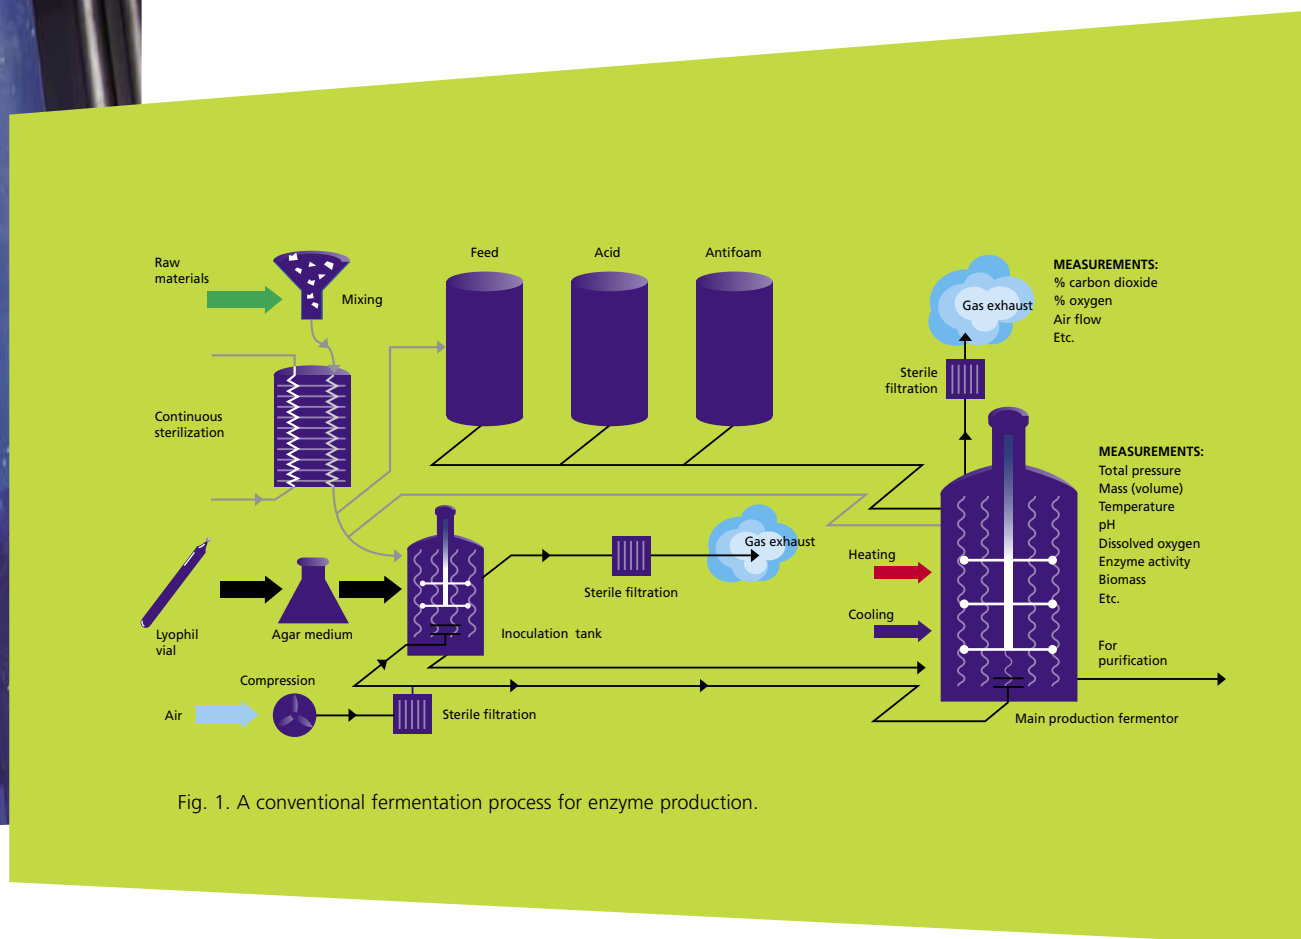 Raw
materials
Mixing
Feed
Acid
Antifoam
Gas exhaust
MEASUREMENTS:
% carbon dioxide
% oxygen
Air flow
Etc.
Sterile
filtration
Continuous
sterilization
MEASUREMENTS:
Total pressure
Mass (volume)
Temperature
pH
Dissolved oxygen
Enzyme activity
Biomass
Etc.
Gas exhaust
Heating
Sterile filtration
Cooling
Lyophil
vial
Agar medium
Inoculation tank
For
purification
Compression
Air
Sterile filtration
Main production fermentor
Fig. 1. A conventional fermentation process for enzyme production.